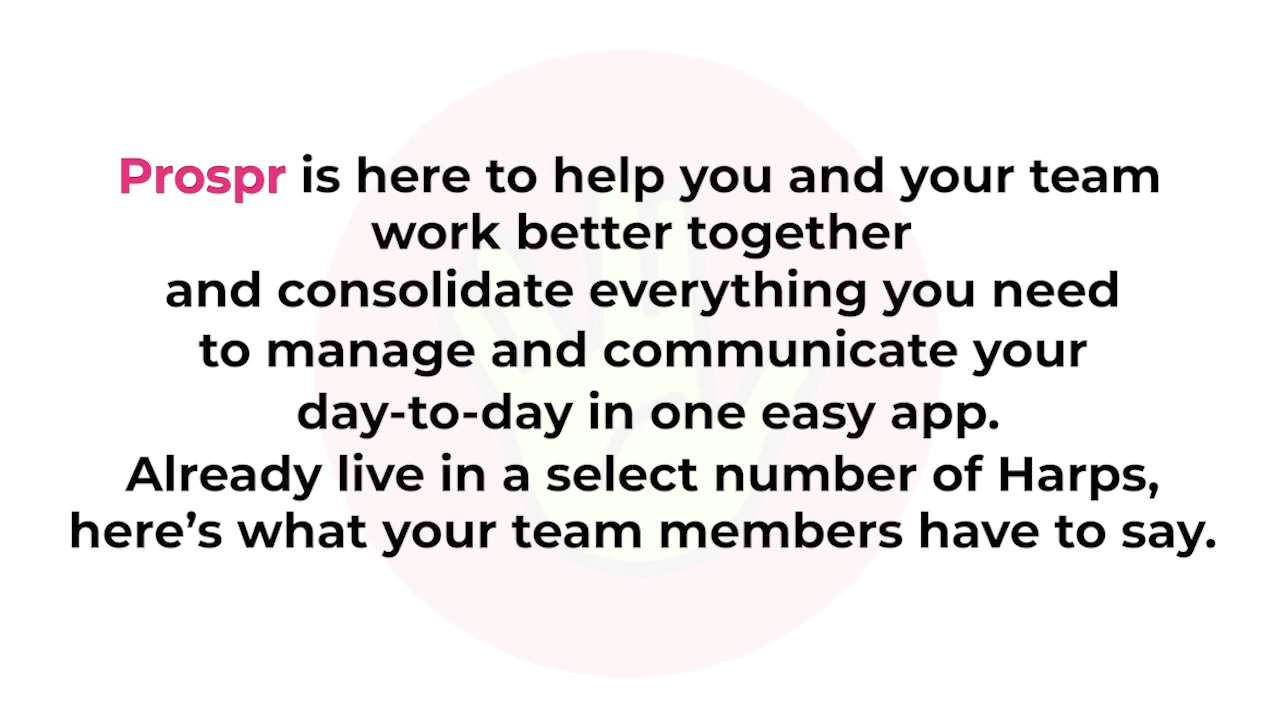 Prospr is here to help you and your team
work better together
and consolidate everything you need
to manage and communicate your
day-to-day in one easy app.
Already live in a select number of Harps,
here’s what your team members have to say.